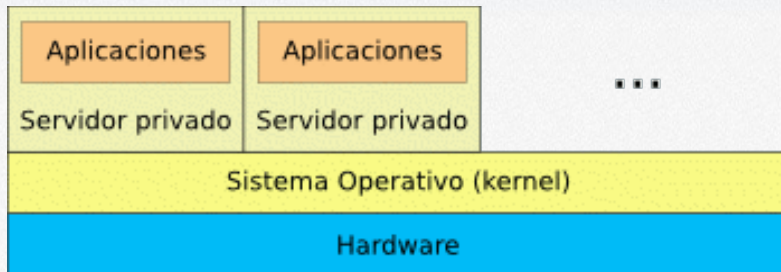 Aplicaciones
Aplicaciones
...
Servidor privado
Servidor privado
Sistema Operativo (kernel)
Hardware